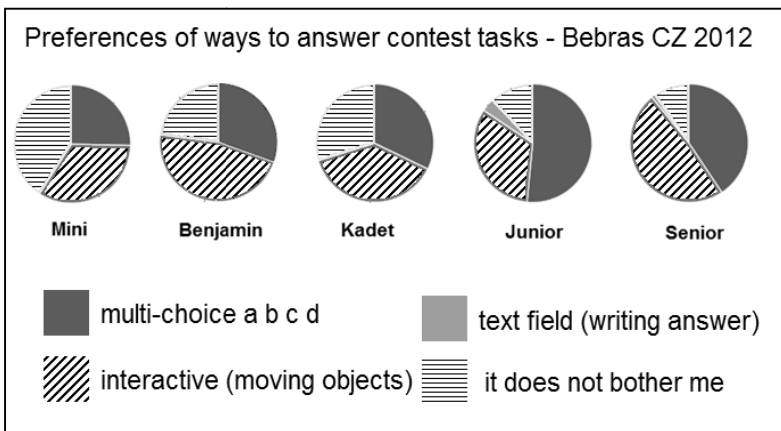 Preferences of ways to answer contest tasks - Bebras CZ 2012
Mini Benjamin Kadet Junior Senior
multi-choice a b c d text field (writing answer)
interactive (moving objects) it does not bother me